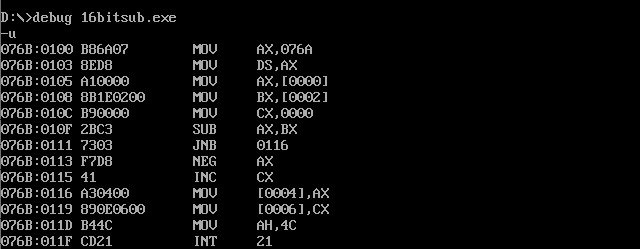 D:\>debug 16bitsub.exe
-u
076B:0100 B86A07 MOV AX,076A
076B:0103 8ED8 MOV DS,AX
076B:0105 A10000 MOV AX,[0000]
076B:0108 8B1E0200 MOV BX,[0002]
076B:010C B90000 MOV CX,0000
076B:010F 2BC3 SUB AX,BX
076B:0111 7303 JNB 0116
076B:0113 F7D8 NEG AX
076B:0115 41 INC CX
076B:0116 A30400 MOV [0004],AX
076B:0119 890E0600 MOV [0006],CX
076B:011D B44C MOV AH,4C
076B:011F CD21 INT 21